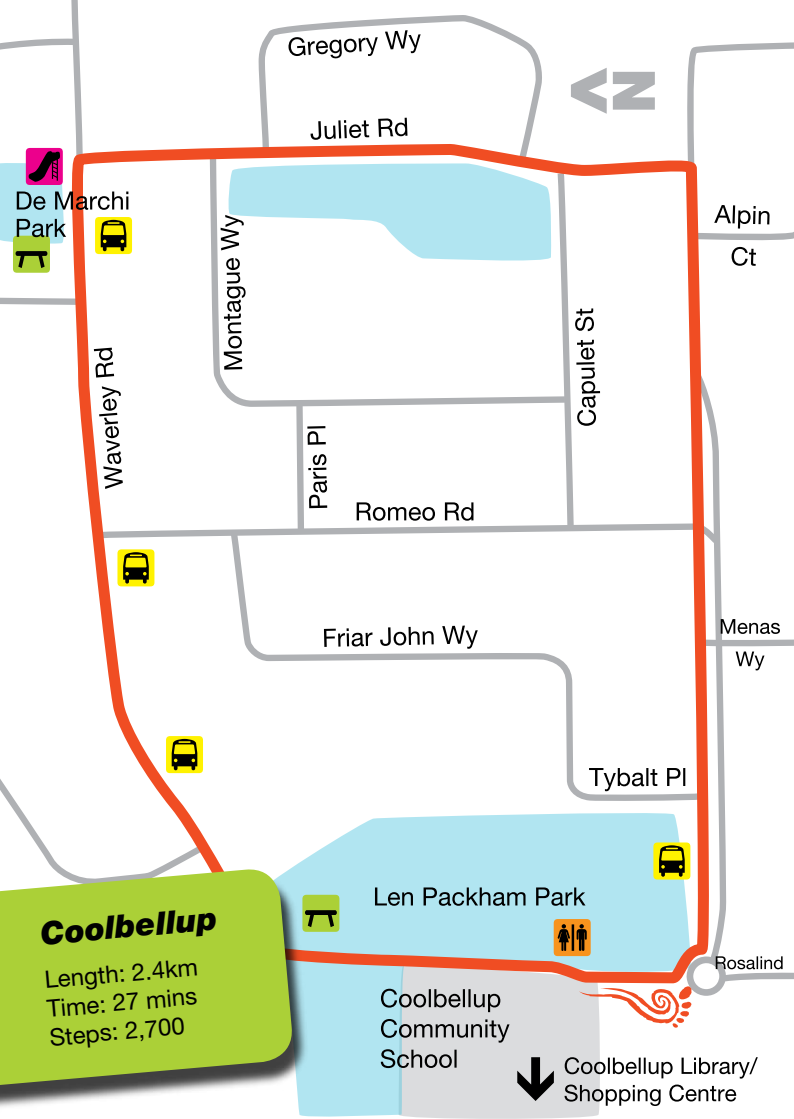 Gregory Wy
N
Juliet Rd
De Marchi
Park
Alpin
Ct
Montague Wy
Capulet St
Waverley Rd
Paris Pl
Romeo Rd
Friar John Wy
Menas
Wy
Tybalt Pl
Len Packham Park
Coolbellup
Length: 2.4km
Time: 27 mins
Steps: 2,700
Rosalind
Coolbellup
Community
School
Coolbellup Library/
Shopping Centre